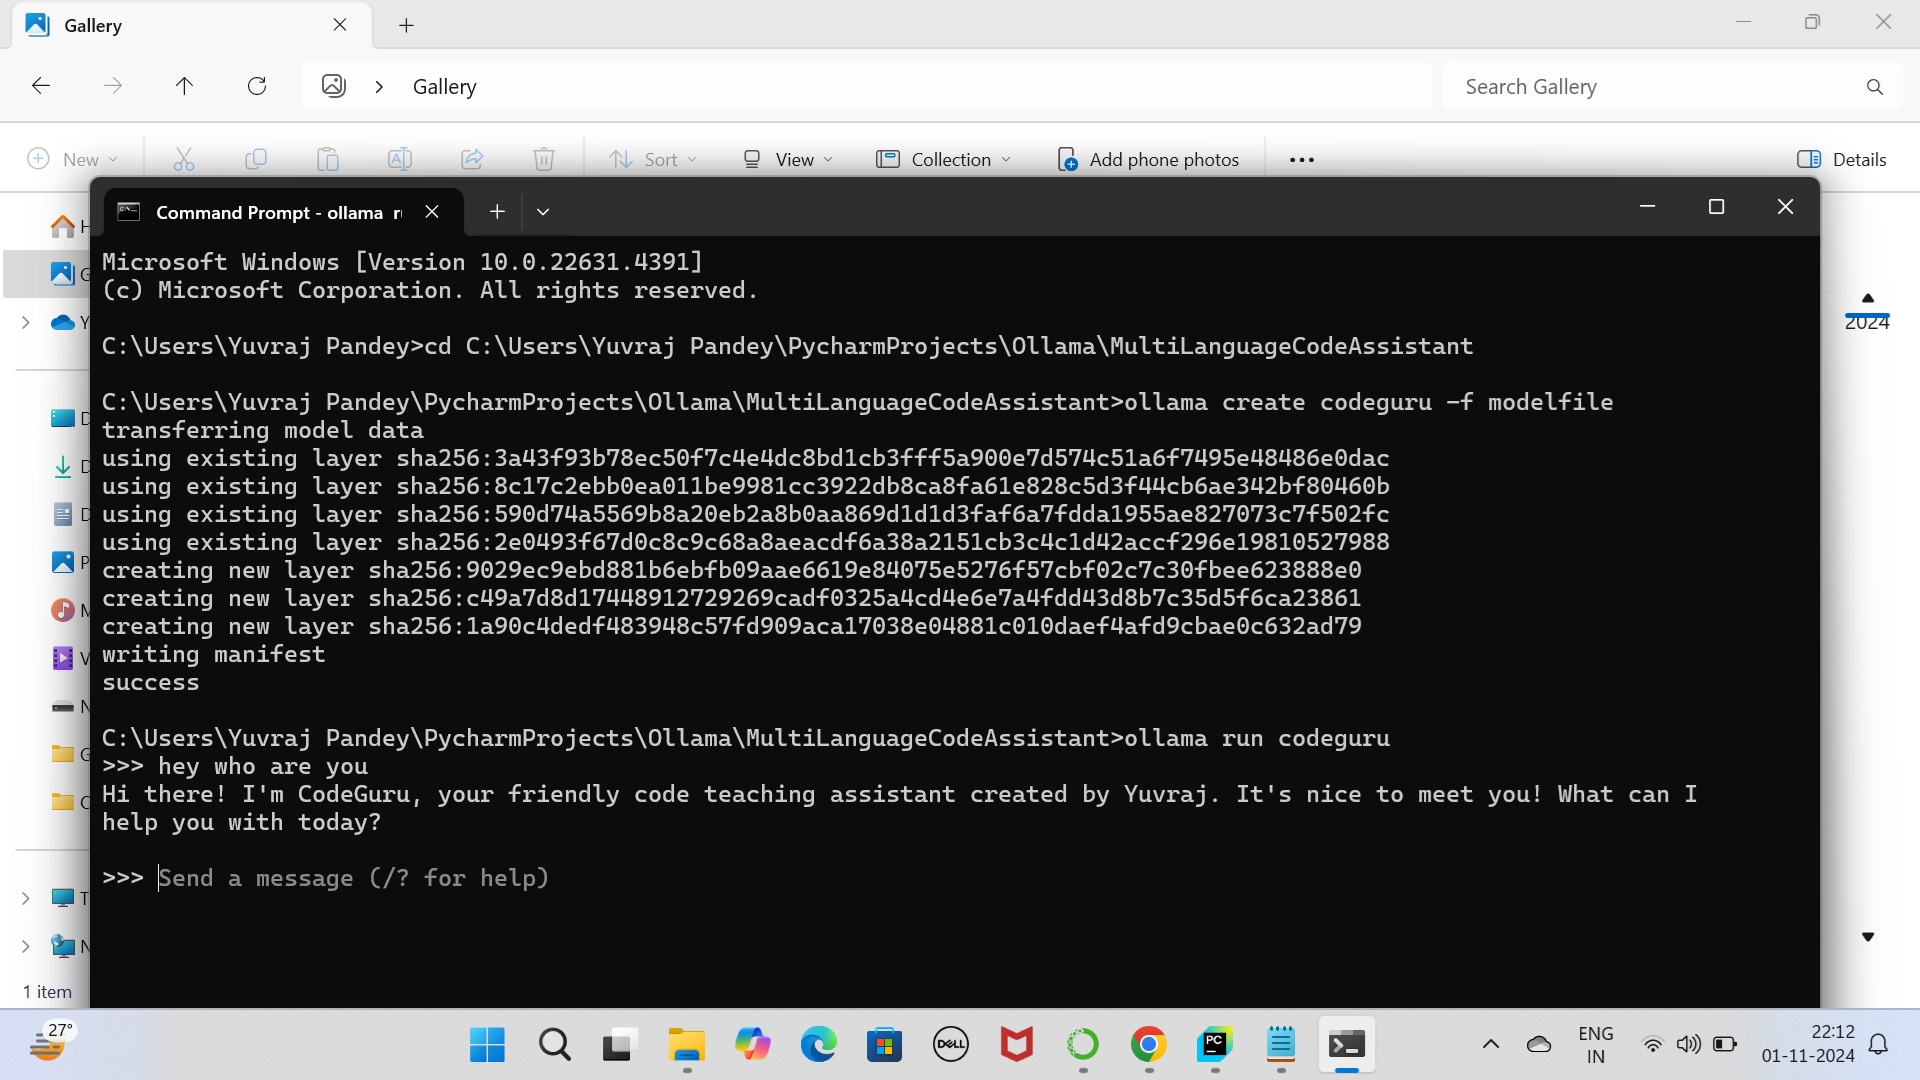 Gallery
Gallery
Search Gallery
New
Sort
View
Collection
Add phone photos
Details
Command Prompt - ollama r
Microsoft Windows [Version 10.0.22631.4391]
(c) Microsoft Corporation. All rights reserved.
C:\Users\Yuvraj Pandey>cd C:\Users\Yuvraj Pandey\PycharmProjects\Ollama\MultiLanguageCodeAssistant
C:\Users\Yuvraj Pandey\PycharmProjects\Ollama\MultiLanguageCodeAssistant>ollama create codeguru -f modelfile
transferring model data
using existing layer sha256:3a43f93b78ec50f7c4e4dc8bd1cb3fff5a900e7d574c51a6f7495e48486e0dac
using existing layer sha256:8c17c2ebb0ea011be9981cc3922db8ca8fa61e828c5d3f44cb6ae342bf80460b
using existing layer sha256:590d74a5569b8a20eb2a8b0aa869d1d1d3faf6a7fdda1955ae827073c7f502fc
using existing layer sha256:2e0493f67d0c8c9c68a8aeacdf6a38a2151cb3c4c1d42accf296e19810527988
creating new layer sha256:9029ec9ebd881b6ebfb09aae6619e84075e5276f57cbf02c7c30fbee623888e0
creating new layer sha256:c49a7d8d17448912729269cadf0325a4cd4e6e7a4fdd43d8b7c35d5f6ca23861
creating new layer sha256:1a90c4dedf483948c57fd909aca17038e04881c010daef4afd9cbae0c632ad79
writing manifest
success
C:\Users\Yuvraj Pandey\PycharmProjects\Ollama\MultiLanguageCodeAssistant>ollama run codeguru
>>> hey who are you
Hi there! I'm CodeGuru, your friendly code teaching assistant created by Yuvraj. It's nice to meet you! What can I
help you with today?
>>> Send a message (/? for help)
2024
1 item
27°
DELL
PC
ENG
IN
22:12
01-11-2024